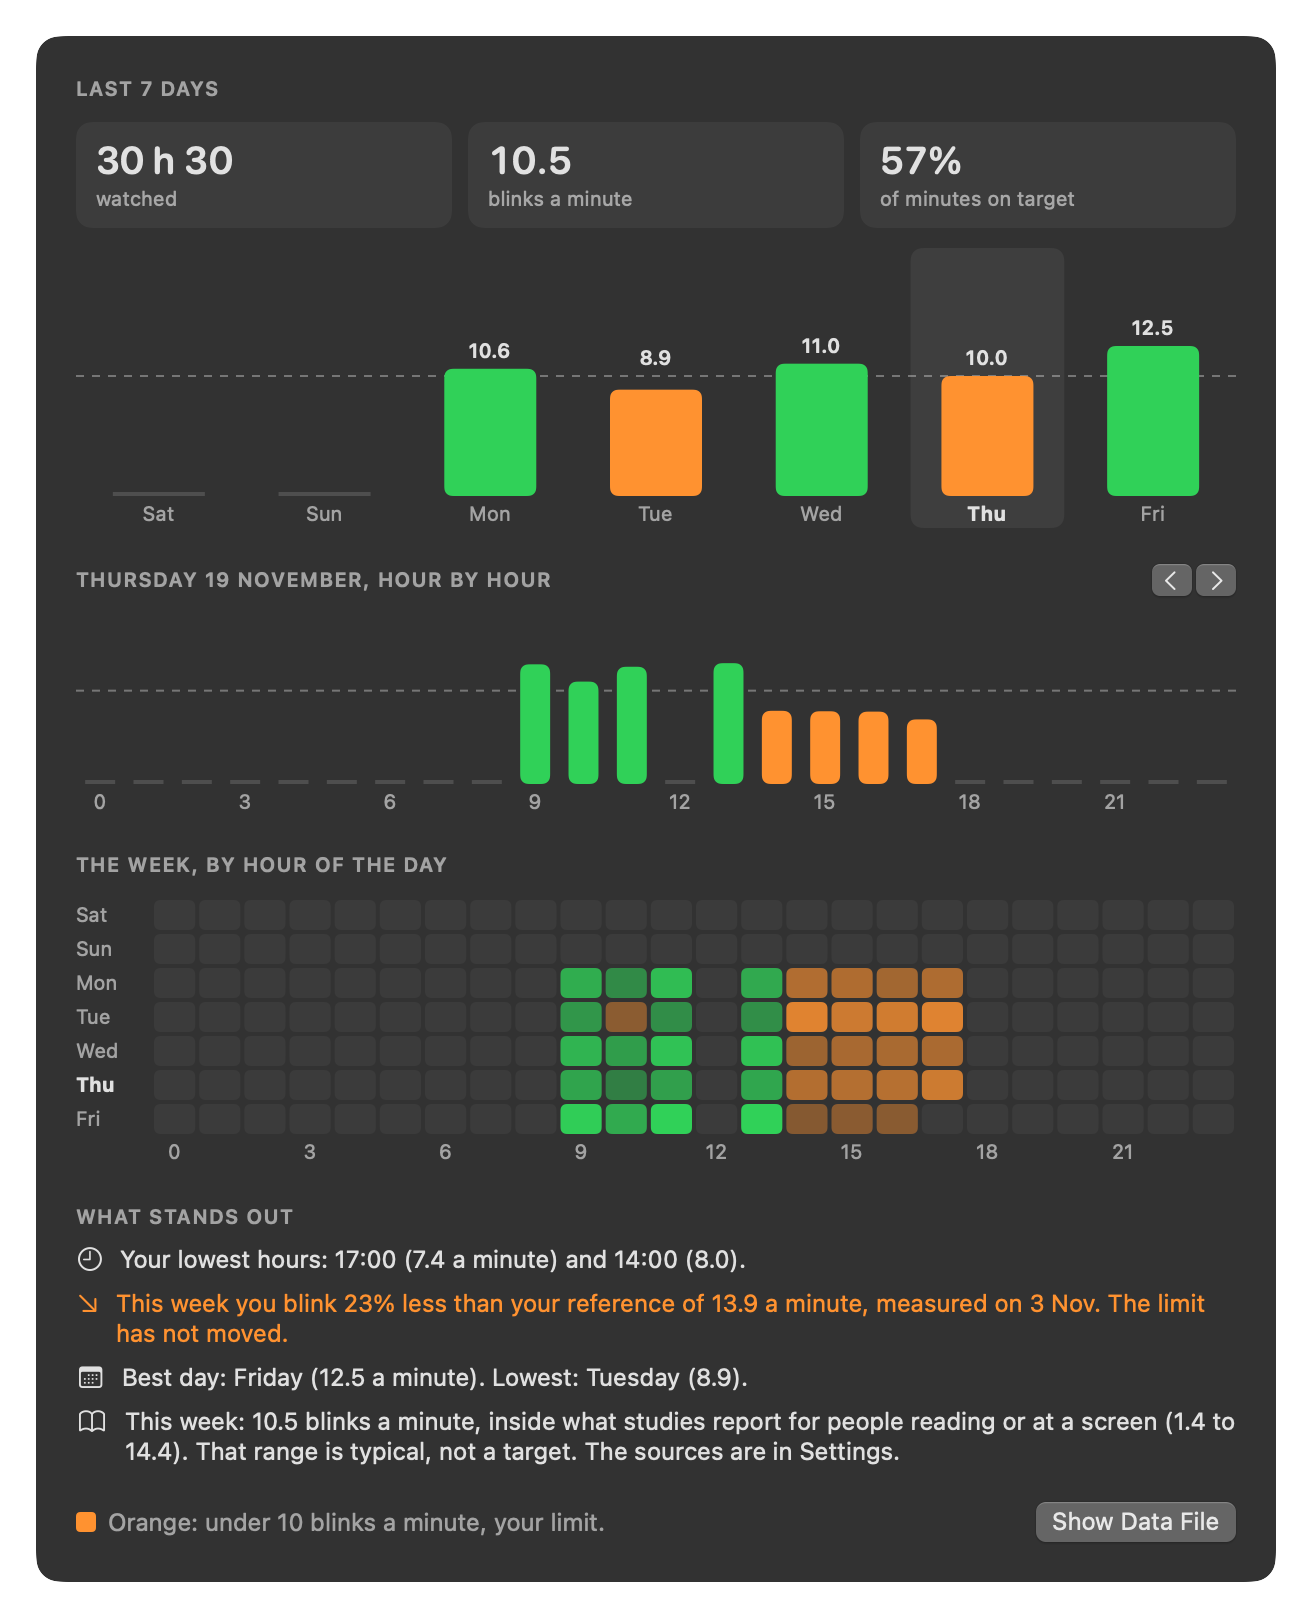 LAST 7 DAYS
30 h 30
watched
10.5
blinks a minute
57%
of minutes on target
10.6
8.9
11.0
10.0
12.5
Sat
Sun
Mon
Tue
Wed
Thu
Fri
THURSDAY 19 NOVEMBER, HOUR BY HOUR
0
3
6
9
12
15
18
21
THE WEEK, BY HOUR OF THE DAY
Sat
Sun
Mon
Tue
Wed
Thu
Fri
0
3
6
9
12
15
18
21
WHAT STANDS OUT
Your lowest hours: 17:00 (7.4 a minute) and 14:00 (8.0).
This week you blink 23% less than your reference of 13.9 a minute, measured on 3 Nov. The limit
has not moved.
Best day: Friday (12.5 a minute). Lowest: Tuesday (8.9).
This week: 10.5 blinks a minute, inside what studies report for people reading or at a screen (1.4 to
14.4). That range is typical, not a target. The sources are in Settings.
Orange: under 10 blinks a minute, your limit.
Show Data File